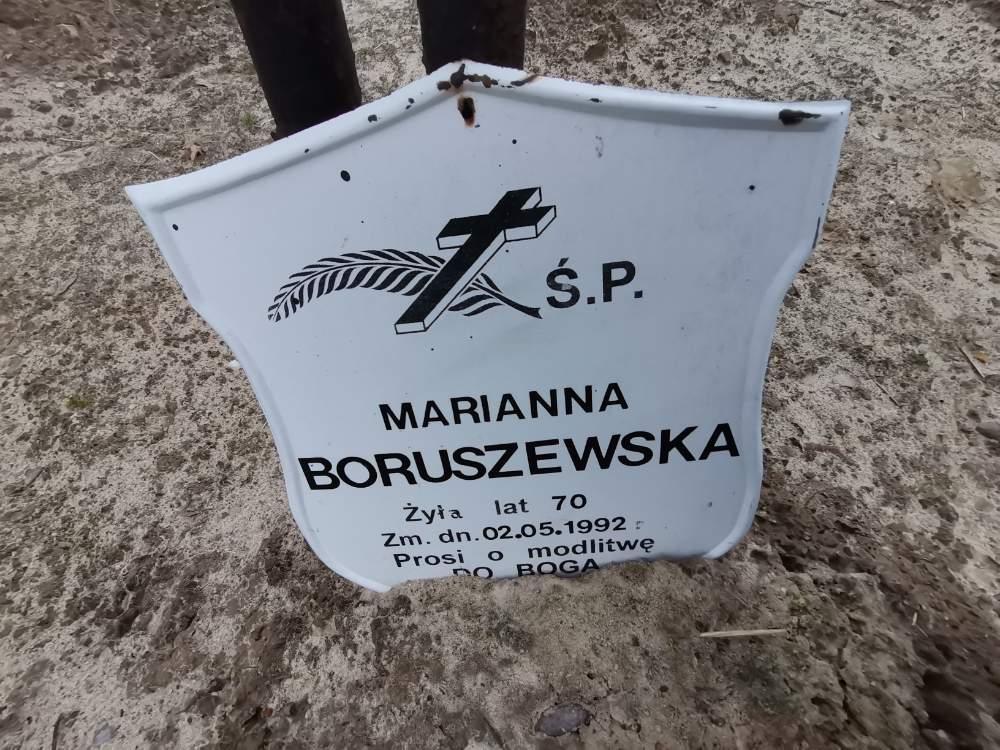 Ś.P.
MARIANNA
BORUSZEWSKA
Żyła lat 70
Zm. dn. 02.05.1992 r.
Prosi o modlitwę
DO BOGA